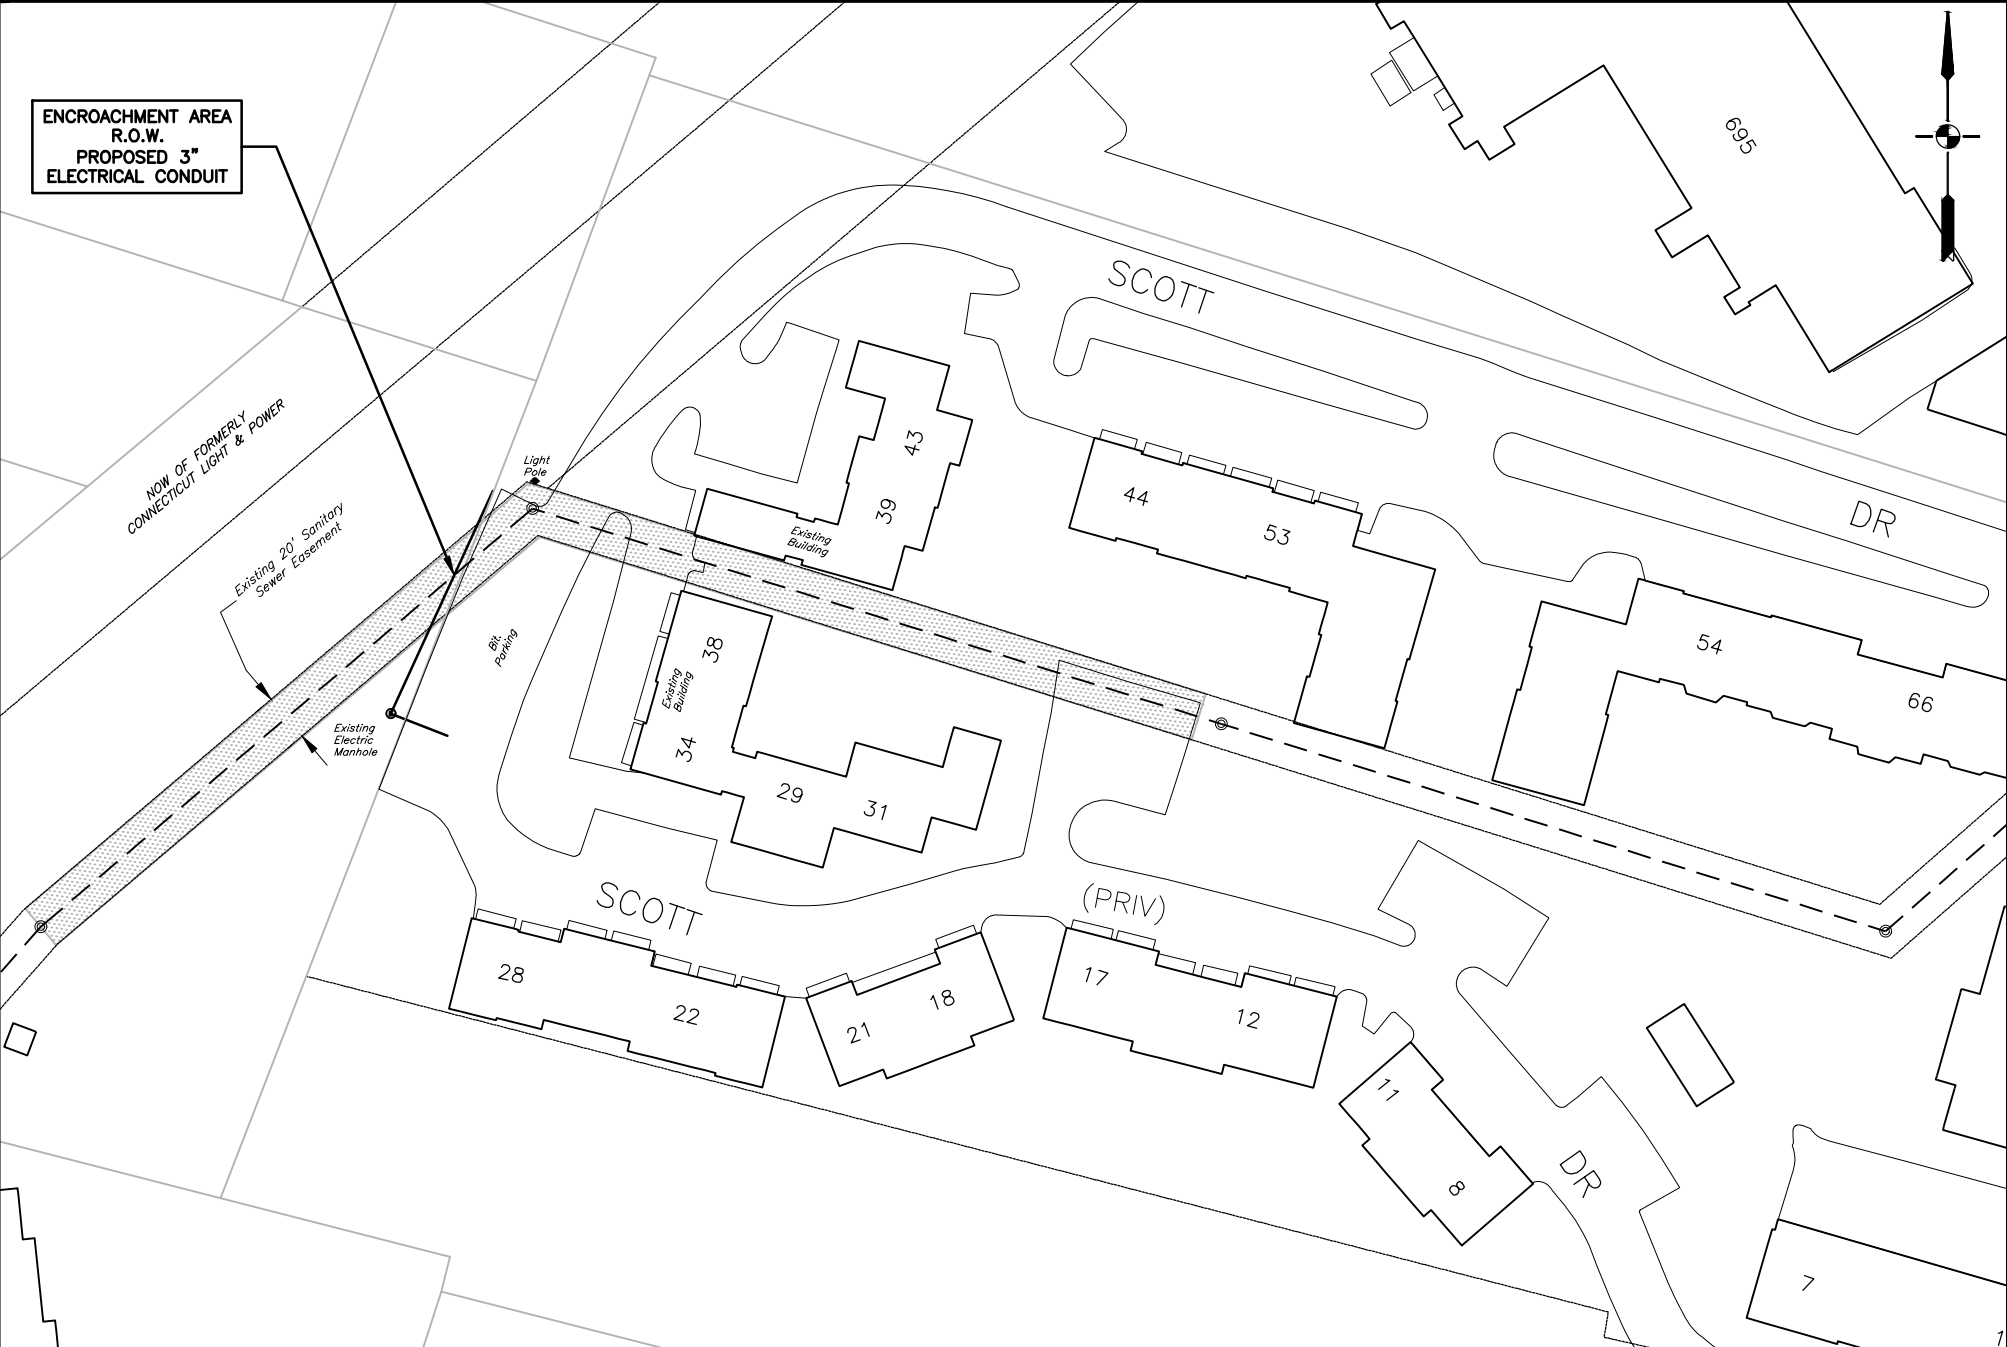 ENCROACHMENT AREA
R.O.W.
PROPOSED 3"
ELECTRICAL CONDUIT
695
SCOTT
NOW OF FORMERLY
CONNECTICUT LIGHT & POWER
Light
Pole
43
39
Existing
Building
44
53
DR
Existing 20' Sanitary
Sewer Easement
Bit.
Parking
38
Existing
Building
34
54
66
Existing
Electric
Manhole
29
31
SCOTT
(PRIV)
28
22
21
18
17
12
11
8
DR
7
1